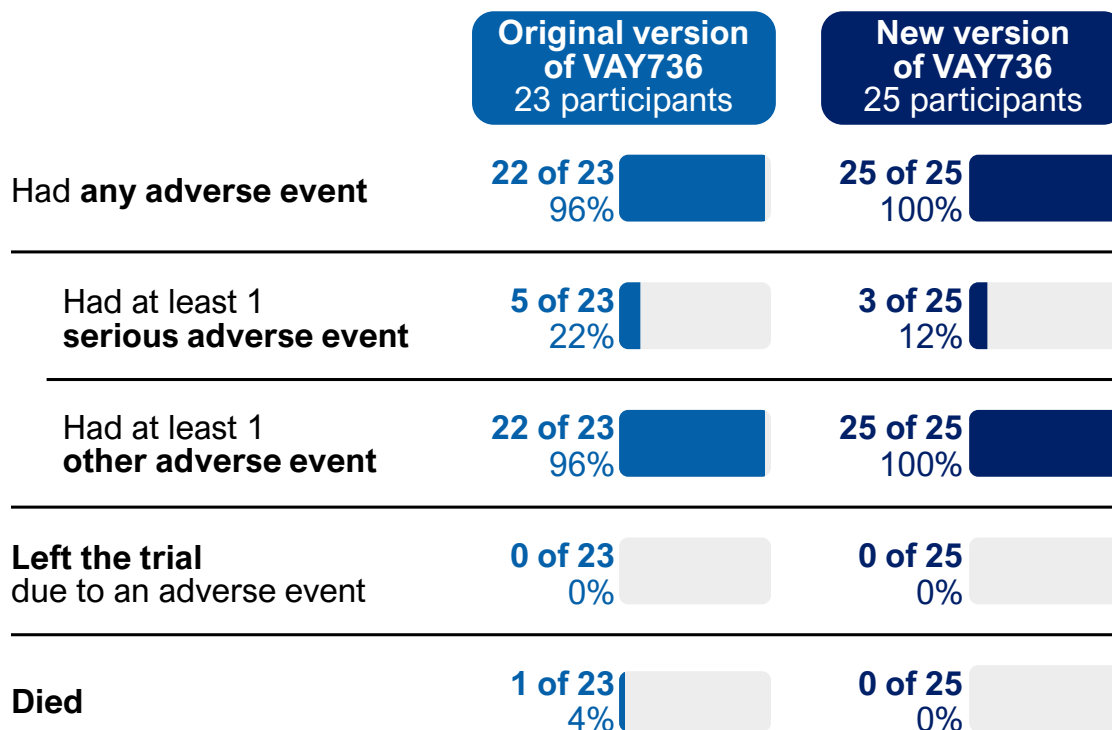 Original version
of VAY736
23 participants
New version
of VAY736
25 participants
Had any adverse event
22 of 23
96%
25 of 25
100%
Had at least 1
serious adverse event
5 of 23
22%
3 of 25
12%
Had at least 1
other adverse event
22 of 23
96%
25 of 25
100%
Left the trial
due to an adverse event
0 of 23
0%
0 of 25
0%
Died
1 of 23
4%
0 of 25
0%